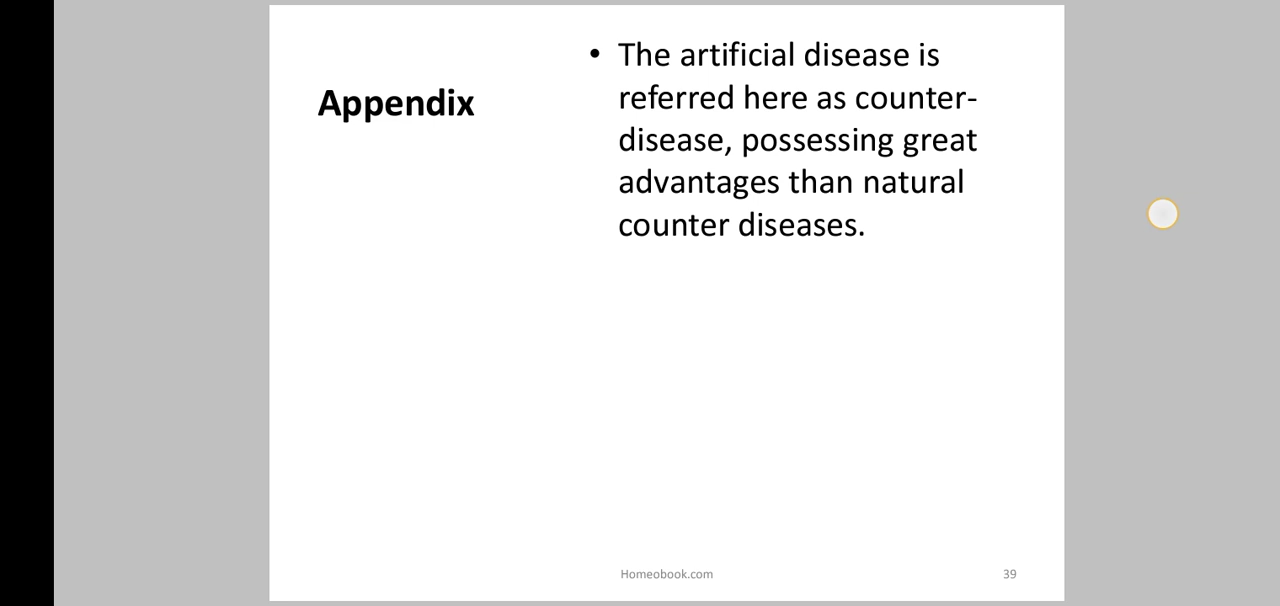 Appendix
• The artificial disease is
referred here as counter-
disease, possessing great
advantages than natural
counter diseases.
Homeobook.com
39